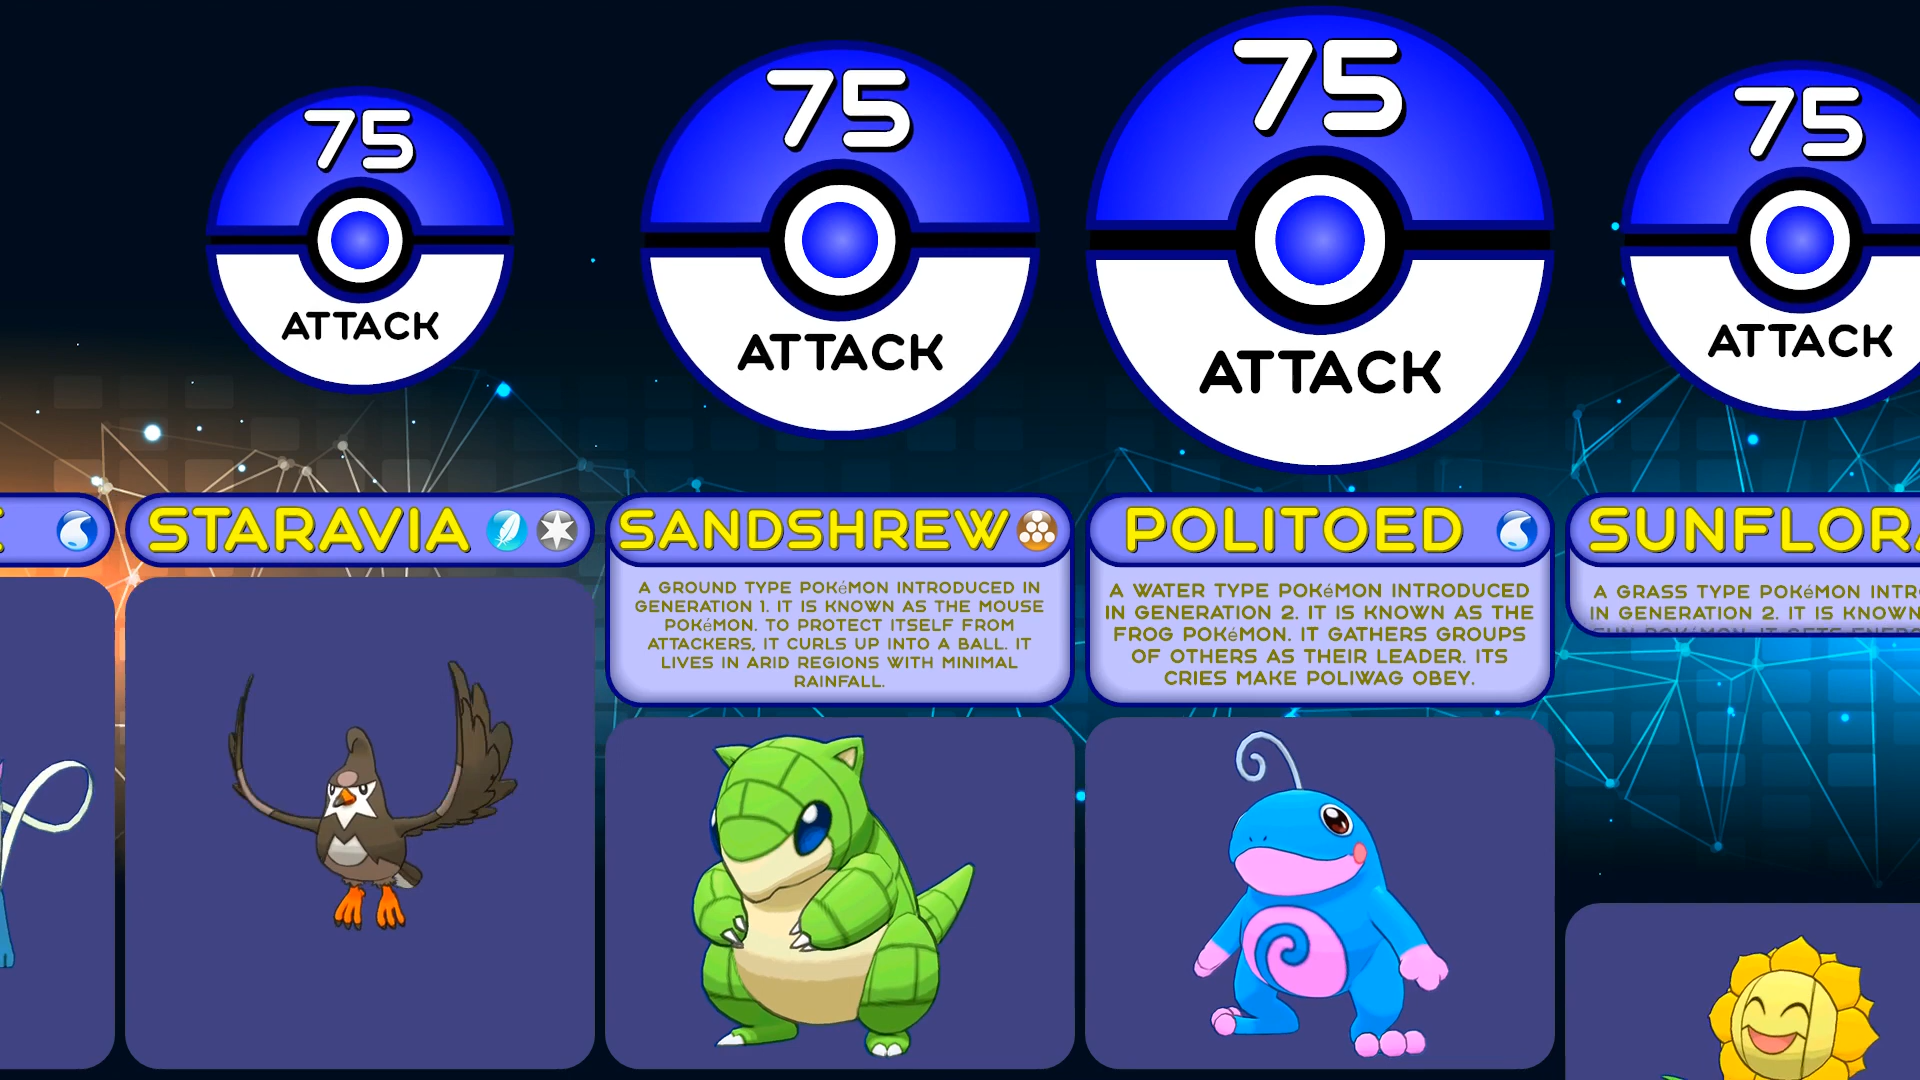 75
ATTACK
75
ATTACK
75
ATTACK
75
ATTACK
STARAVIA
SANDSHREW
A GROUND TYPE POKéMON INTRODUCED IN
GENERATION 1. IT IS KNOWN AS THE MOUSE
POKéMON. TO PROTECT ITSELF FROM
ATTACKERS, IT CURLS UP INTO A BALL. IT
LIVES IN ARID REGIONS WITH MINIMAL
RAINFALL.
POLITOED
A WATER TYPE POKéMON INTRODUCED
IN GENERATION 2. IT IS KNOWN AS THE
FROG POKéMON. IT GATHERS GROUPS
OF OTHERS AS THEIR LEADER. ITS
CRIES MAKE POLIWAG OBEY.
SUNFLORA
A GRASS TYPE POKéMON INTRO
IN GENERATION 2. IT IS KNOWN